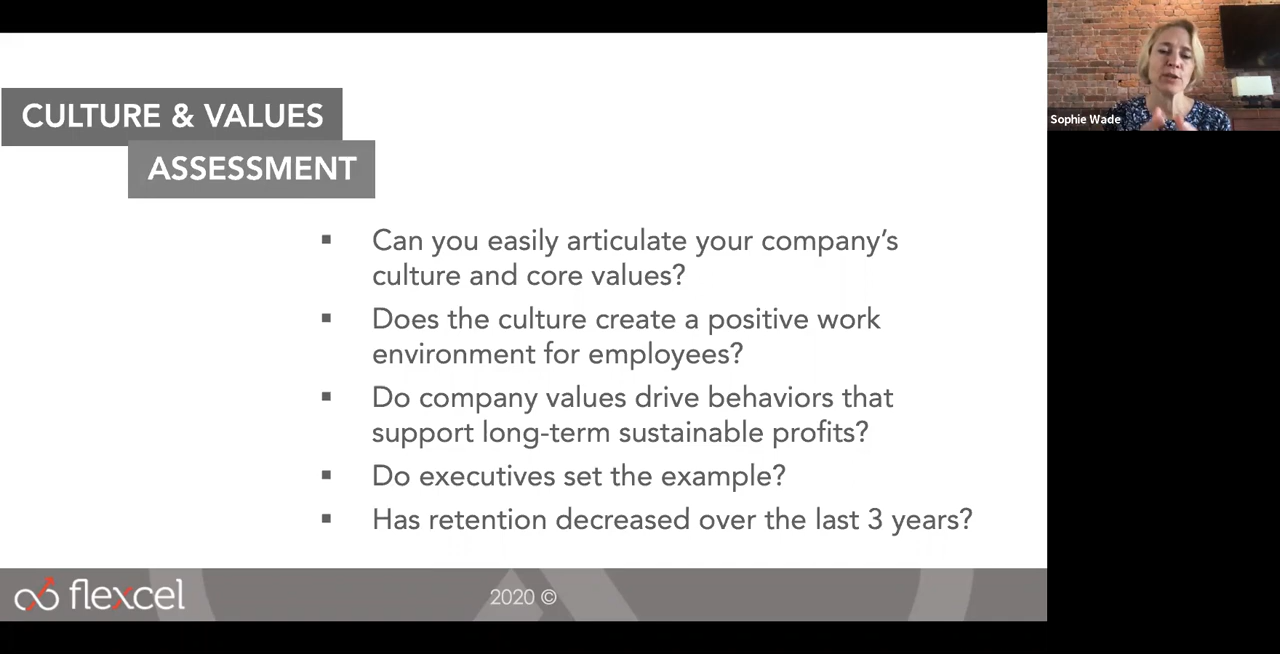 CULTURE & VALUES
ASSESSMENT
▪ Can you easily articulate your company’s
culture and core values?
▪ Does the culture create a positive work
environment for employees?
▪ Do company values drive behaviors that
support long-term sustainable profits?
▪ Do executives set the example?
▪ Has retention decreased over the last 3 years?
flexcel
2020 ©
Sophie Wade